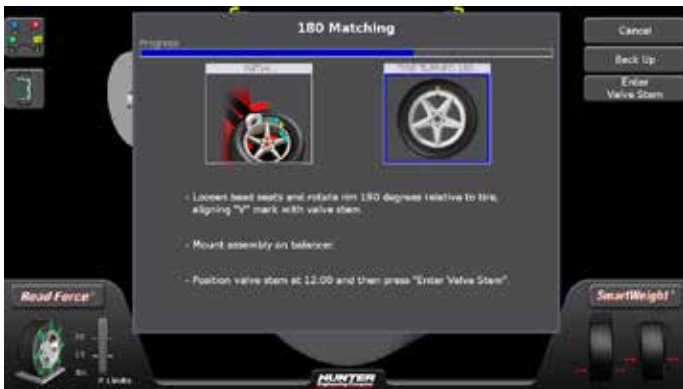 180 Matching
Progress
Cancel
Back Up
Enter
Valve Stem
- Loosen bead seats and rotate rim 180 degrees relative to tire,
aligning "V" mark with valve stem.
- Mount assembly on balancer.
- Position valve stem at 12:00 and then press "Enter Valve Stem".
Road Force
Limits
HUNTER
SmartWeight